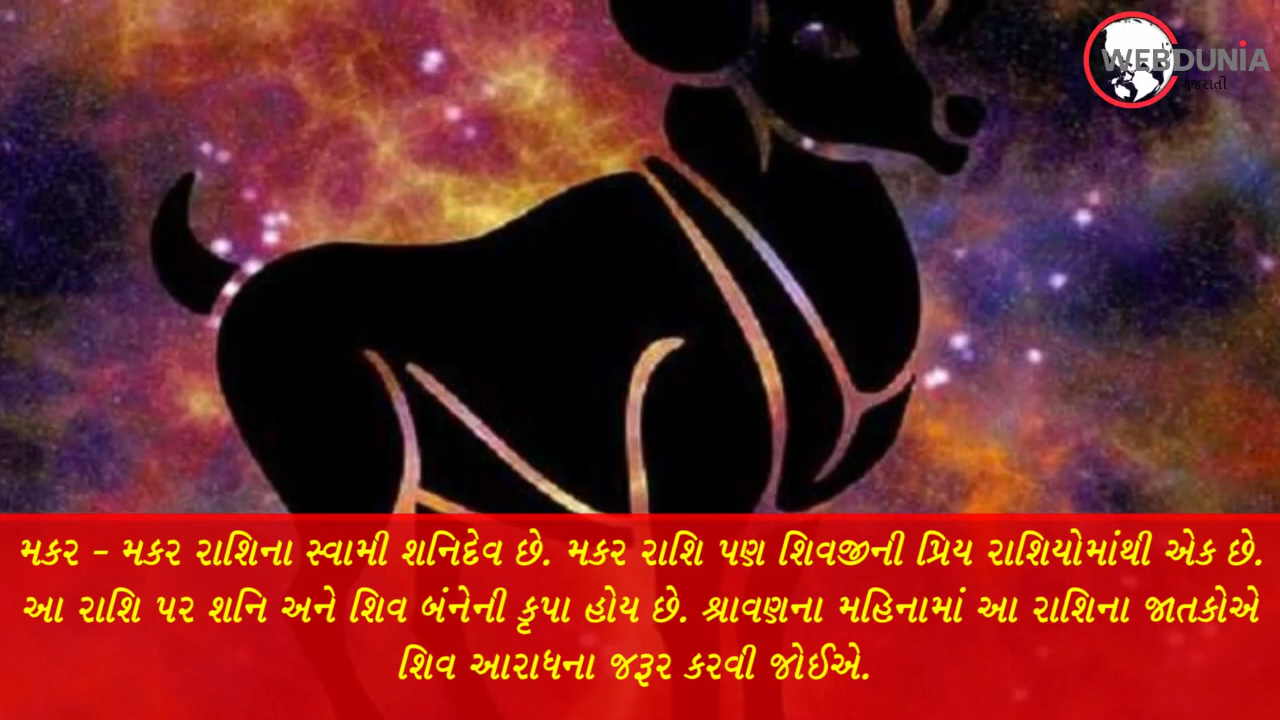 WEBDUNIA
ગુજરાતી
મકર - મકર રાશિના સ્વામી શનિદેવ છે. મકર રાશિ પણ શિવજીની પ્રિય રાશિયોમાંથી એક છે.
આ રાશિ પર શનિ અને શિવ બંનેની કૃપા હોય છે. શ્રાવણના મહિનામાં આ રાશિના જાતકોએ
શિવ આરાધના જરૂર કરવી જોઈએ.